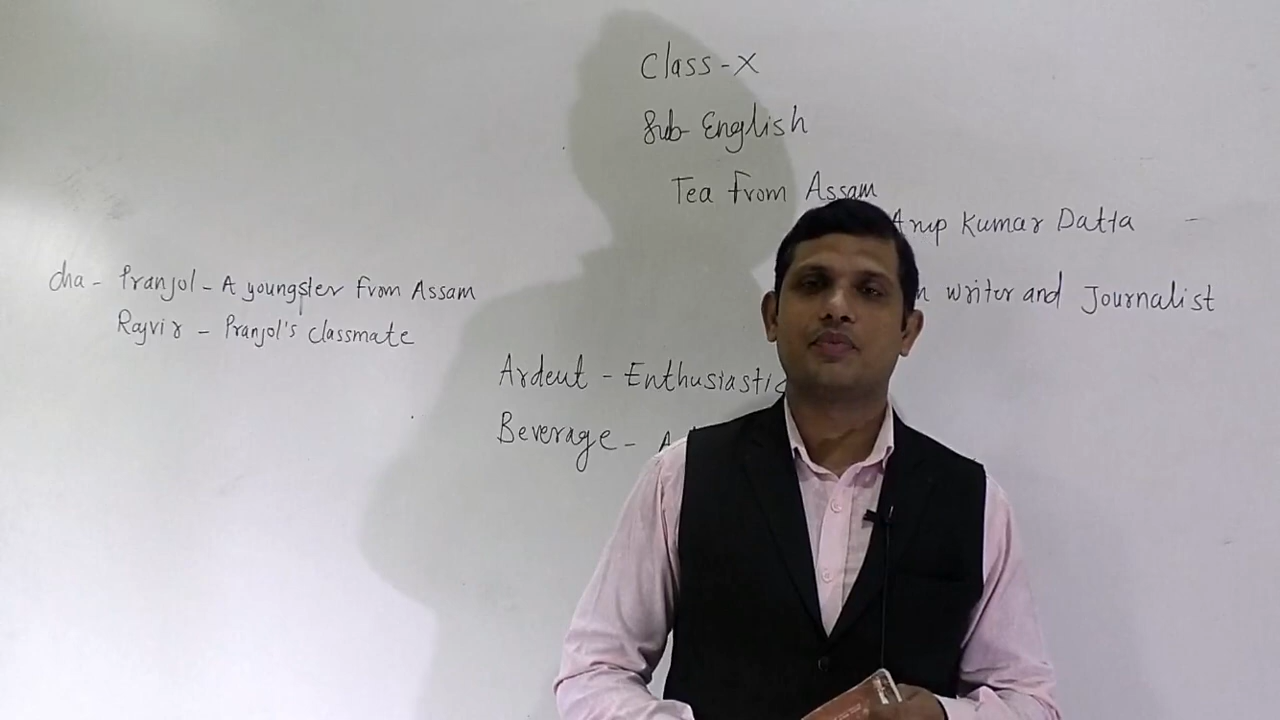 Class - X
Sub- English
Tea from Assam
Arup Kumar Datta -
writer and Journalist
cha - Pranjol - A youngster from Assam
Rajvir - Pranjol's classmate
Ardent - Enthusiastic
Beverage - A